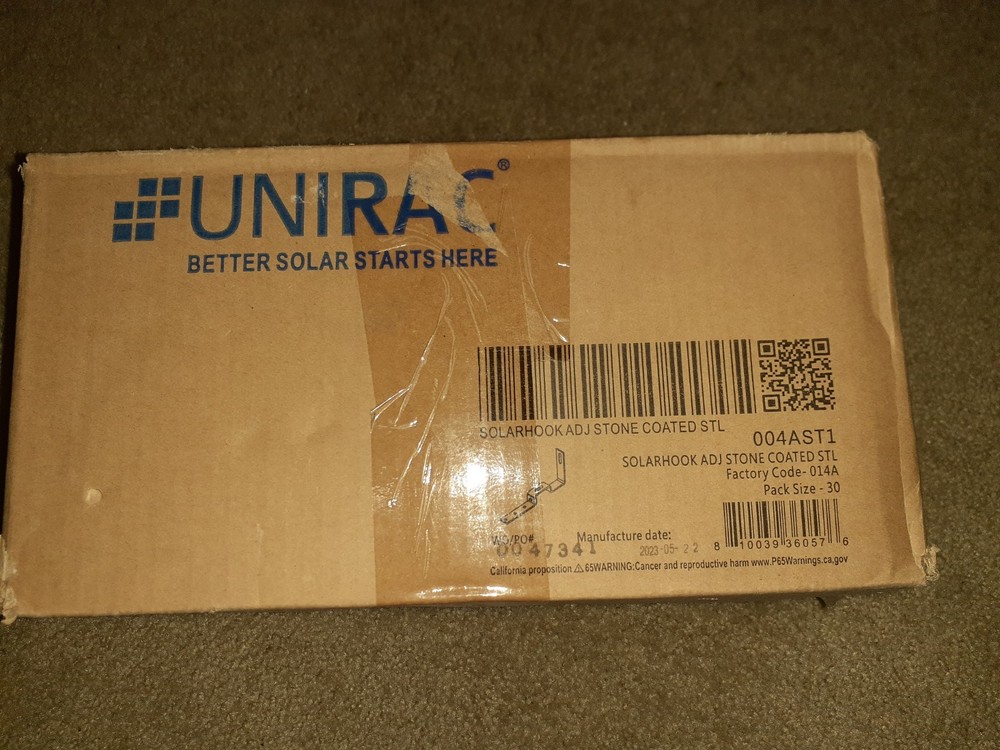 UNIRAC®
BETTER SOLAR STARTS HERE
SOLARHOOK ADJ STONE COATED STL
004AST1
SOLARHOOK ADJ STONE COATED STL
Factory Code- 014A
Pack Size - 30
WO/PO#
0047341
Manufacture date:
2023-05-22
8 10039 36057 6
California proposition ⚠65WARNING:Cancer and reproductive harm www.P65Warnings.ca.gov